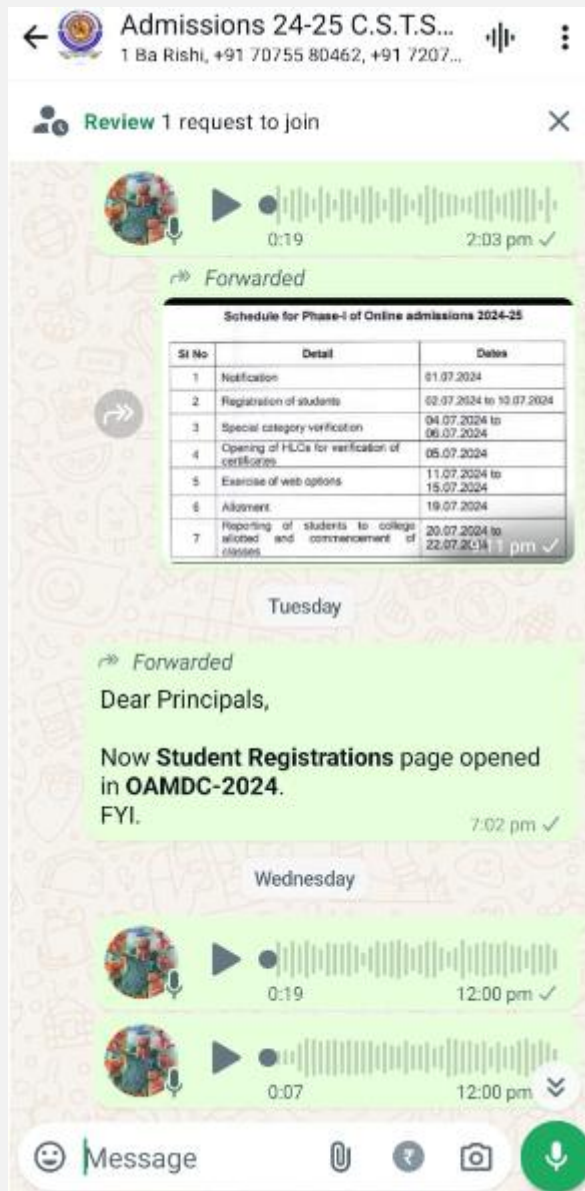 Admissions 24-25 C.S.T.S...
1 Ba Rishi, +91 70755 80462, +91 7207...
Review 1 request to join
0:19 2:03 pm
Forwarded
Schedule for Phase-I of Online admissions 2024-25
Sl No Detail Dates
1 Notification 01.07.2024
2 Registration of students 02.07.2024 to 10.07.2024
3 Special category verification 04.07.2024 to
06.07.2024
4 Opening of HLCs for verification of
certificates 05.07.2024
5 Exercise of web options 11.07.2024 to
15.07.2024
6 Allotment 19.07.2024
7 Reporting of students to college
allotted and commencement of
classes 20.07.2024 to
pm
Tuesday
Forwarded
Dear Principals,
Now Student Registrations page opened
in OAMDC-2024.
FYI.
7:02 pm
Wednesday
0:19 12:00 pm
0:07 12:00 pm
Message